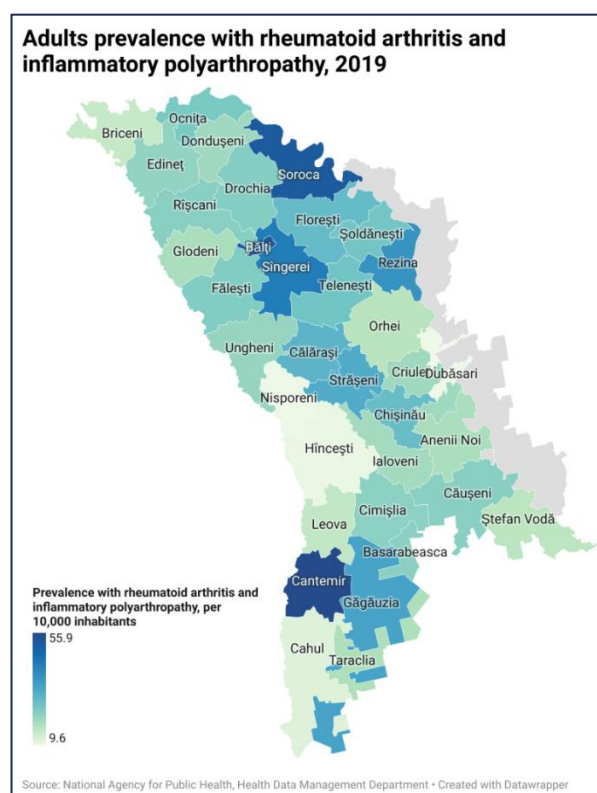 Adults prevalence with rheumatoid arthritis and
inflammatory polyarthropathy, 2019
Ocnița
Briceni
Dondușeni
Edineț
Soroca
Drochia
Rîșcani
Florești
Șoldănești
Glodeni
Bălți
Sîngerei
Rezina
Fălești
Telenești
Orhei
Ungheni
Călărași
Criule
Dubăsari
Strășeni
Nisporeni
Chișinău
Anenii Noi
Hîncești
Ialoveni
Căușeni
Cimișlia
Ștefan Vodă
Leova
Basarabeasca
Cantemir
Găgăuzia
Cahul
Taraclia
Prevalence with rheumatoid arthritis and
inflammatory polyarthropathy, per
10,000 inhabitants
55.9
9.6
Source: National Agency for Public Health, Health Data Management Department • Created with Datawrapper